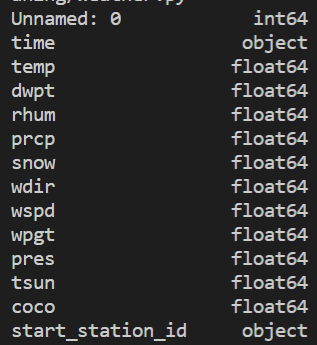 Unnamed: 0 int64
time object
temp float64
dwpt float64
rhum float64
prcp float64
snow float64
wdir float64
wspd float64
wpgt float64
pres float64
tsun float64
coco float64
start_station_id object